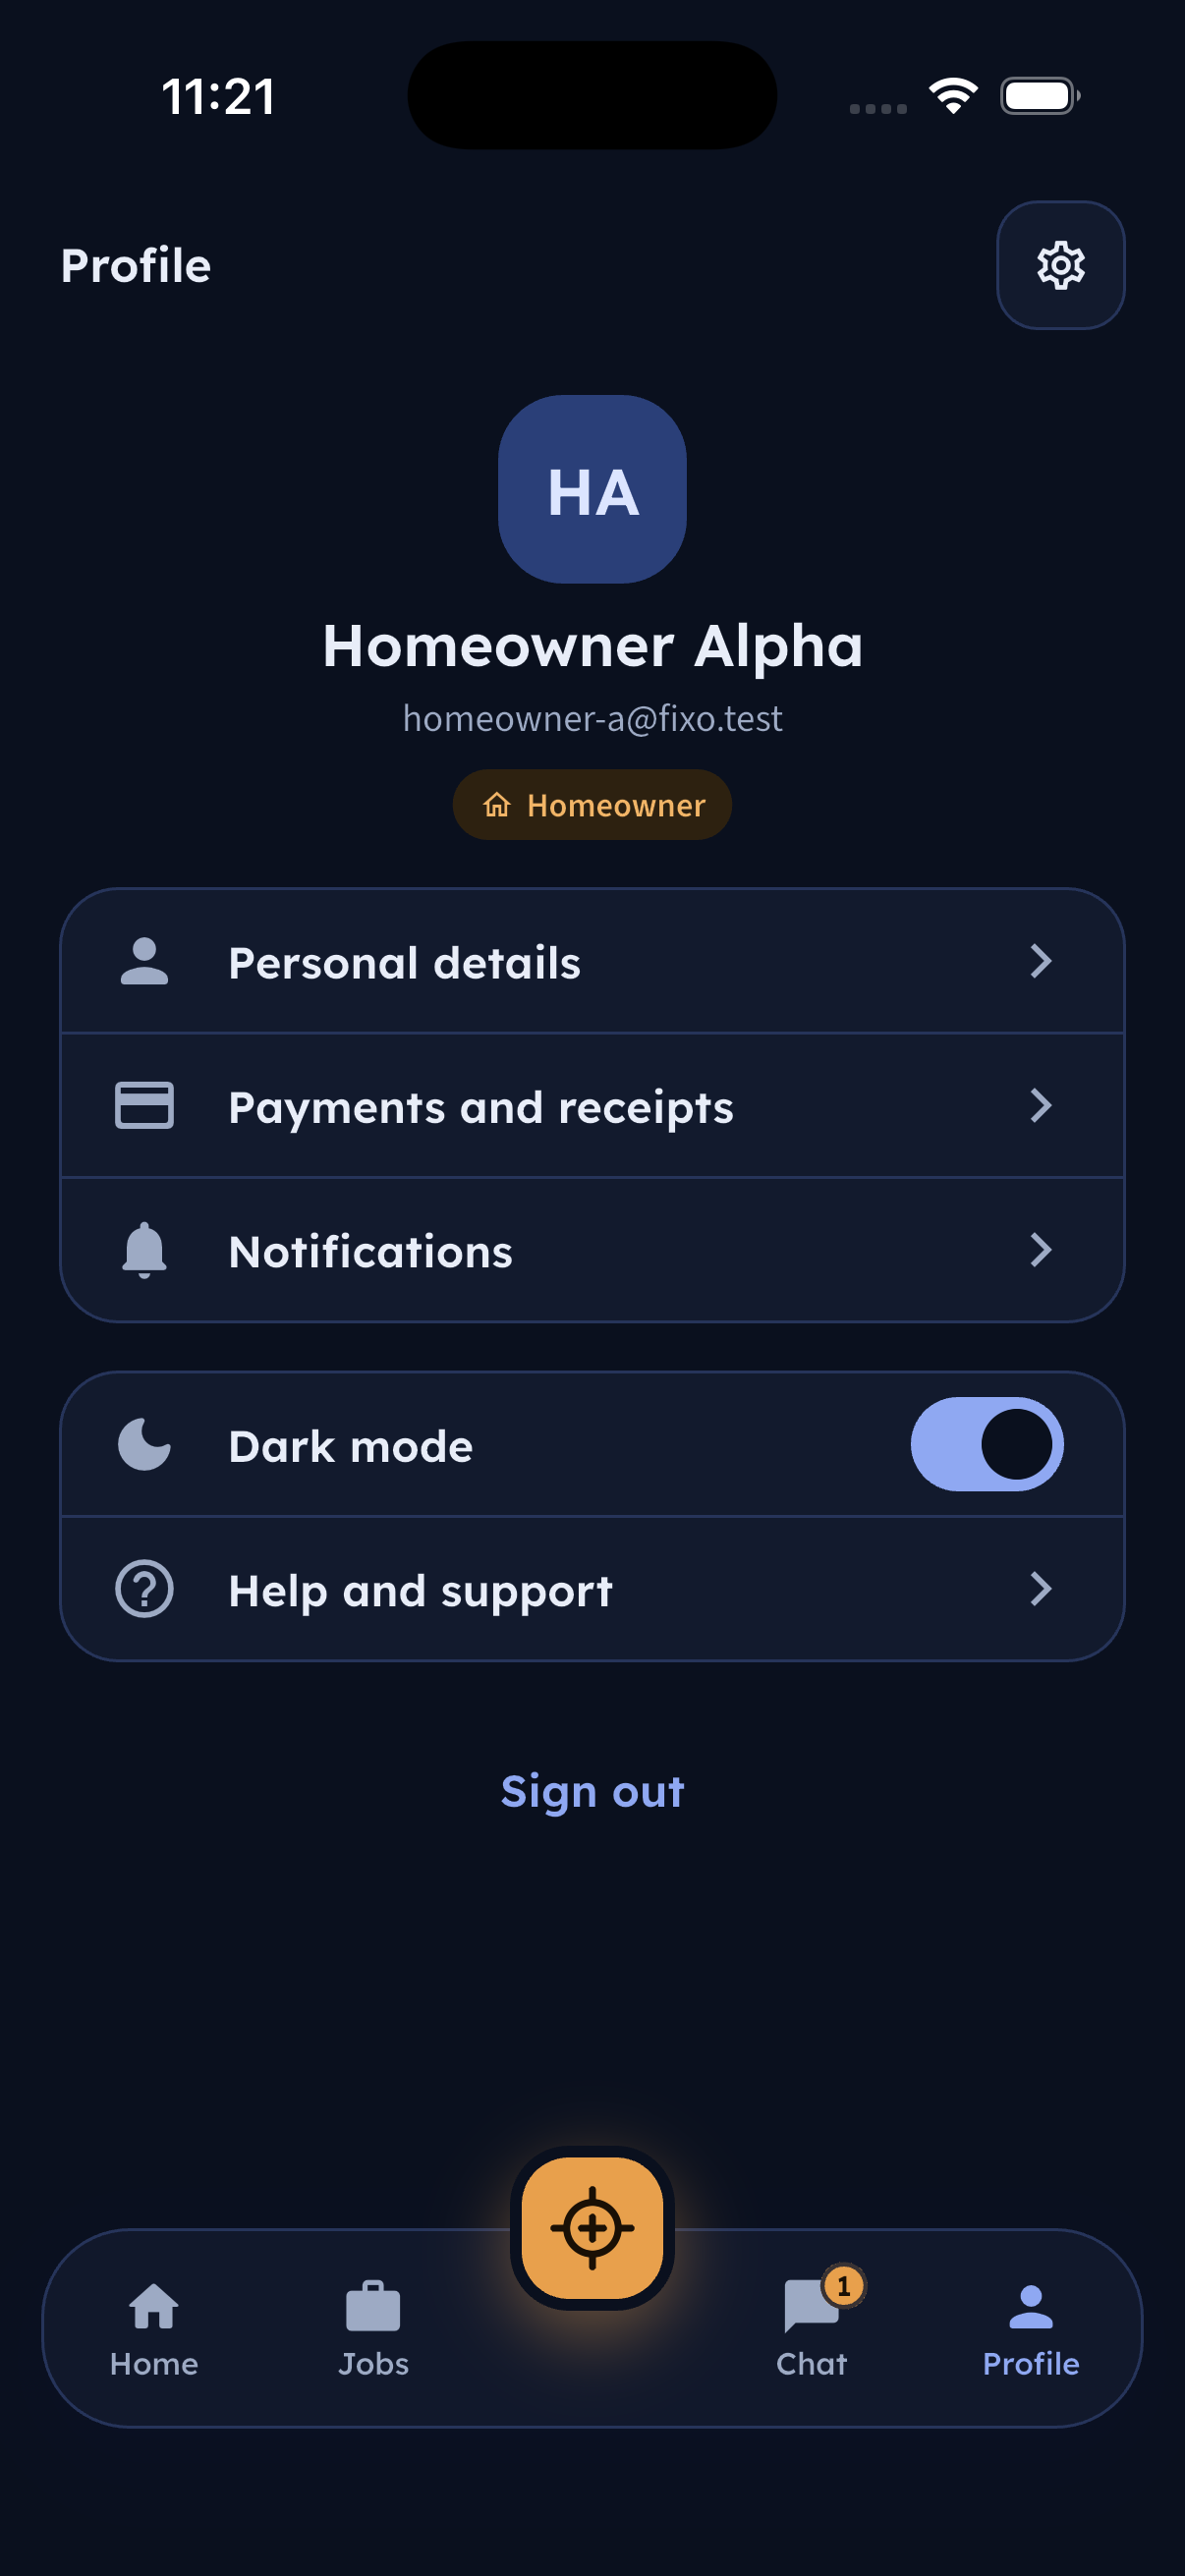 11:21
Profile
HA
Homeowner Alpha
homeowner-a@fixo.test
Homeowner
Personal details
Payments and receipts
Notifications
Dark mode
Help and support
Sign out
1
Home Jobs Chat Profile